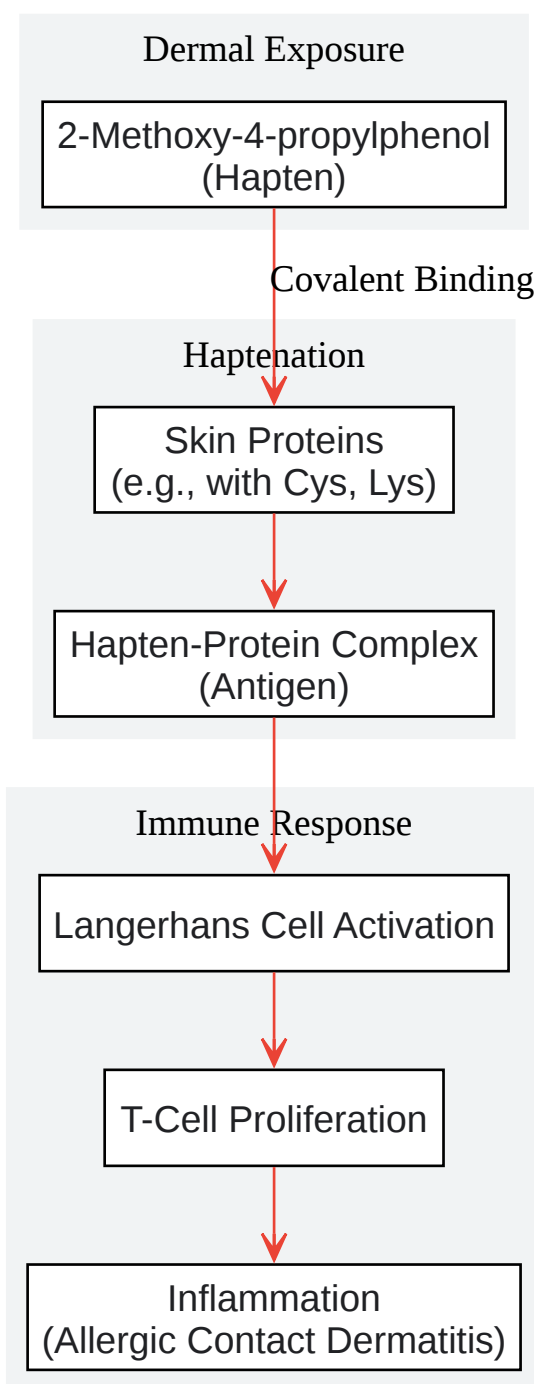 Dermal Exposure
2-Methoxy-4-propylphenol
(Hapten)
Covalent Binding
Haptenation
Skin Proteins
(e.g., with Cys, Lys)
Hapten-Protein Complex
(Antigen)
Immune Response
Langerhans Cell Activation
T-Cell Proliferation
Inflammation
(Allergic Contact Dermatitis)